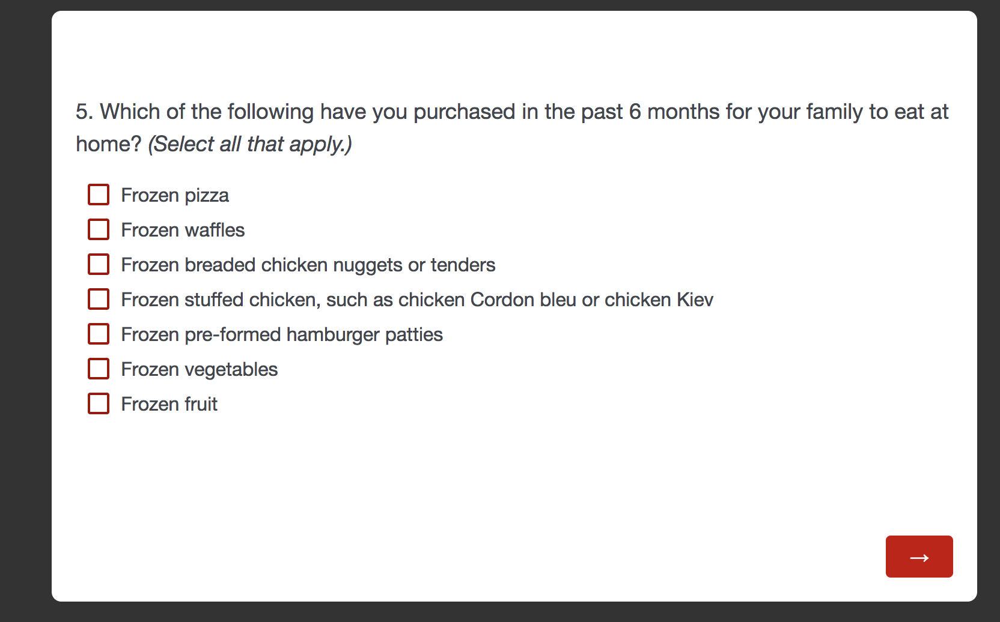 5. Which of the following have you purchased in the past 6 months for your family to eat at
home? (Select all that apply.)
Frozen pizza
Frozen waffles
Frozen breaded chicken nuggets or tenders
Frozen stuffed chicken, such as chicken Cordon bleu or chicken Kiev
Frozen pre-formed hamburger patties
Frozen vegetables
Frozen fruit
→